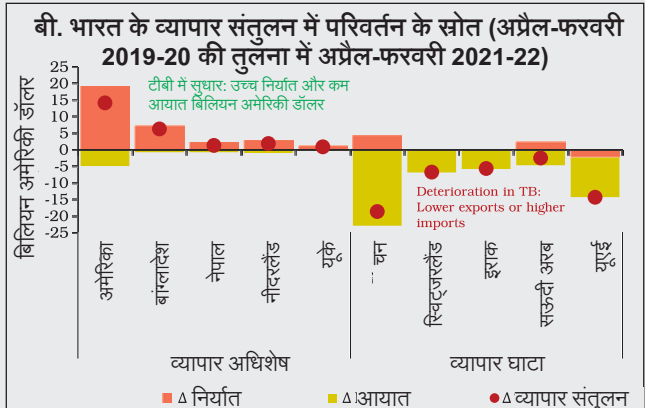 बी. भारत के व्यापार संतुलन में परिवर्तन के स्रोत (अप्रैल-फरवरी
2019-20 की तुलना में अप्रैल-फरवरी 2021-22)
बिलियन अमेरिकी डॉलर
25
20
15
10
5
0
-5
-10
-15
-20
-25
टीबी में सुधार: उच्च निर्यात और कम
आयात बिलियन अमेरिकी डॉलर
Deterioration in TB:
Lower exports or higher
imports
अमेरिका
बांग्लादेश
नेपाल
नीदरलैंड
यूके
चन
स्विट्जरलैंड
इराक
सऊदी अरब
यूएई
व्यापार अधिशेष
व्यापार घाटा
Δ निर्यात
Δ आयात
Δ व्यापार संतुलन